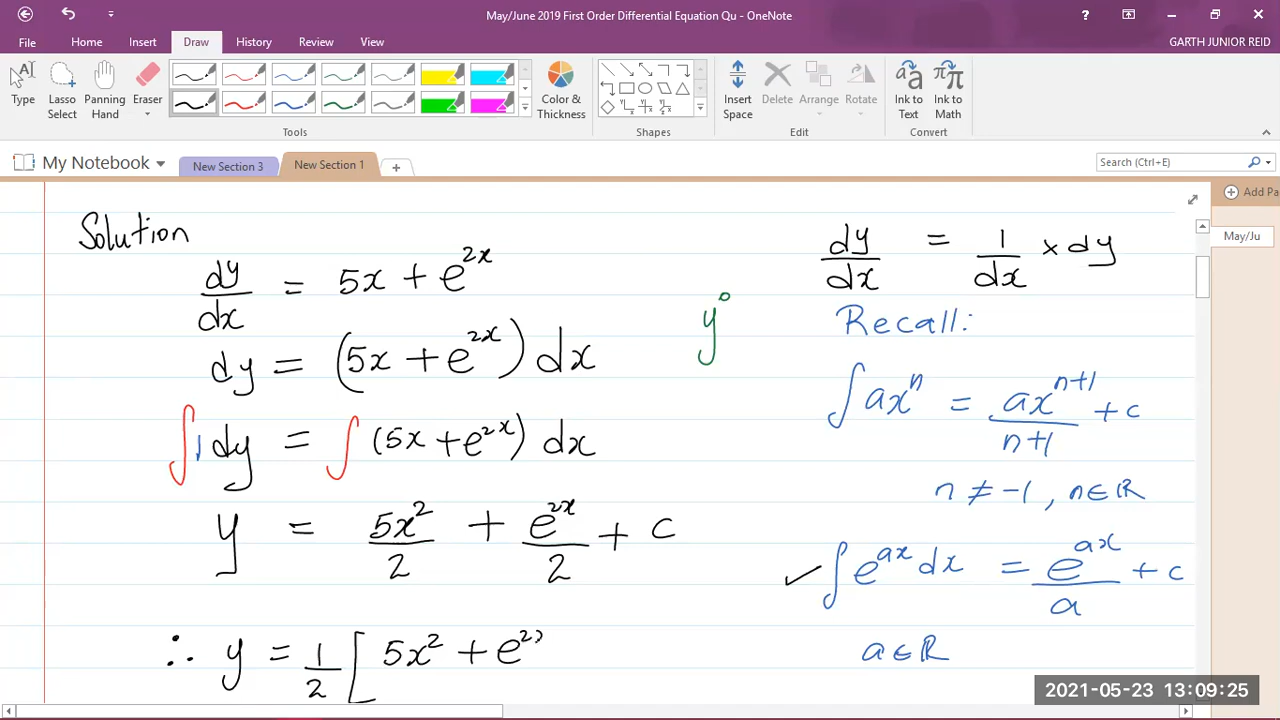 May/June 2019 First Order Differential Equation Qu - OneNote
File Home Insert Draw History Review View GARTH JUNIOR REID
Type Lasso Select Panning Hand Eraser Color & Thickness Insert Space Delete Arrange Rotate Ink to Text Ink to Math
Tools Shapes Edit Convert
My Notebook New Section 3 New Section 1 + Search (Ctrl+E)
Add Pa
May/Ju
Solution
dy/dx = 5x + e^{2x}
dy = (5x + e^{2x}) dx
∫1dy = ∫ (5x + e^{2x}) dx
y = 5x²/2 + e^{2x}/2 + c
∴ y = 1/2 [ 5x² + e^{2x}
y°
dy/dx = 1/dx × dy
Recall:
∫ax^n = ax^{n+1}/n+1 + c
n ≠ -1, n∈ℝ
✓ ∫e^{ax} dx = e^{ax}/a + c
a∈ℝ
2021-05-23 13:09:25